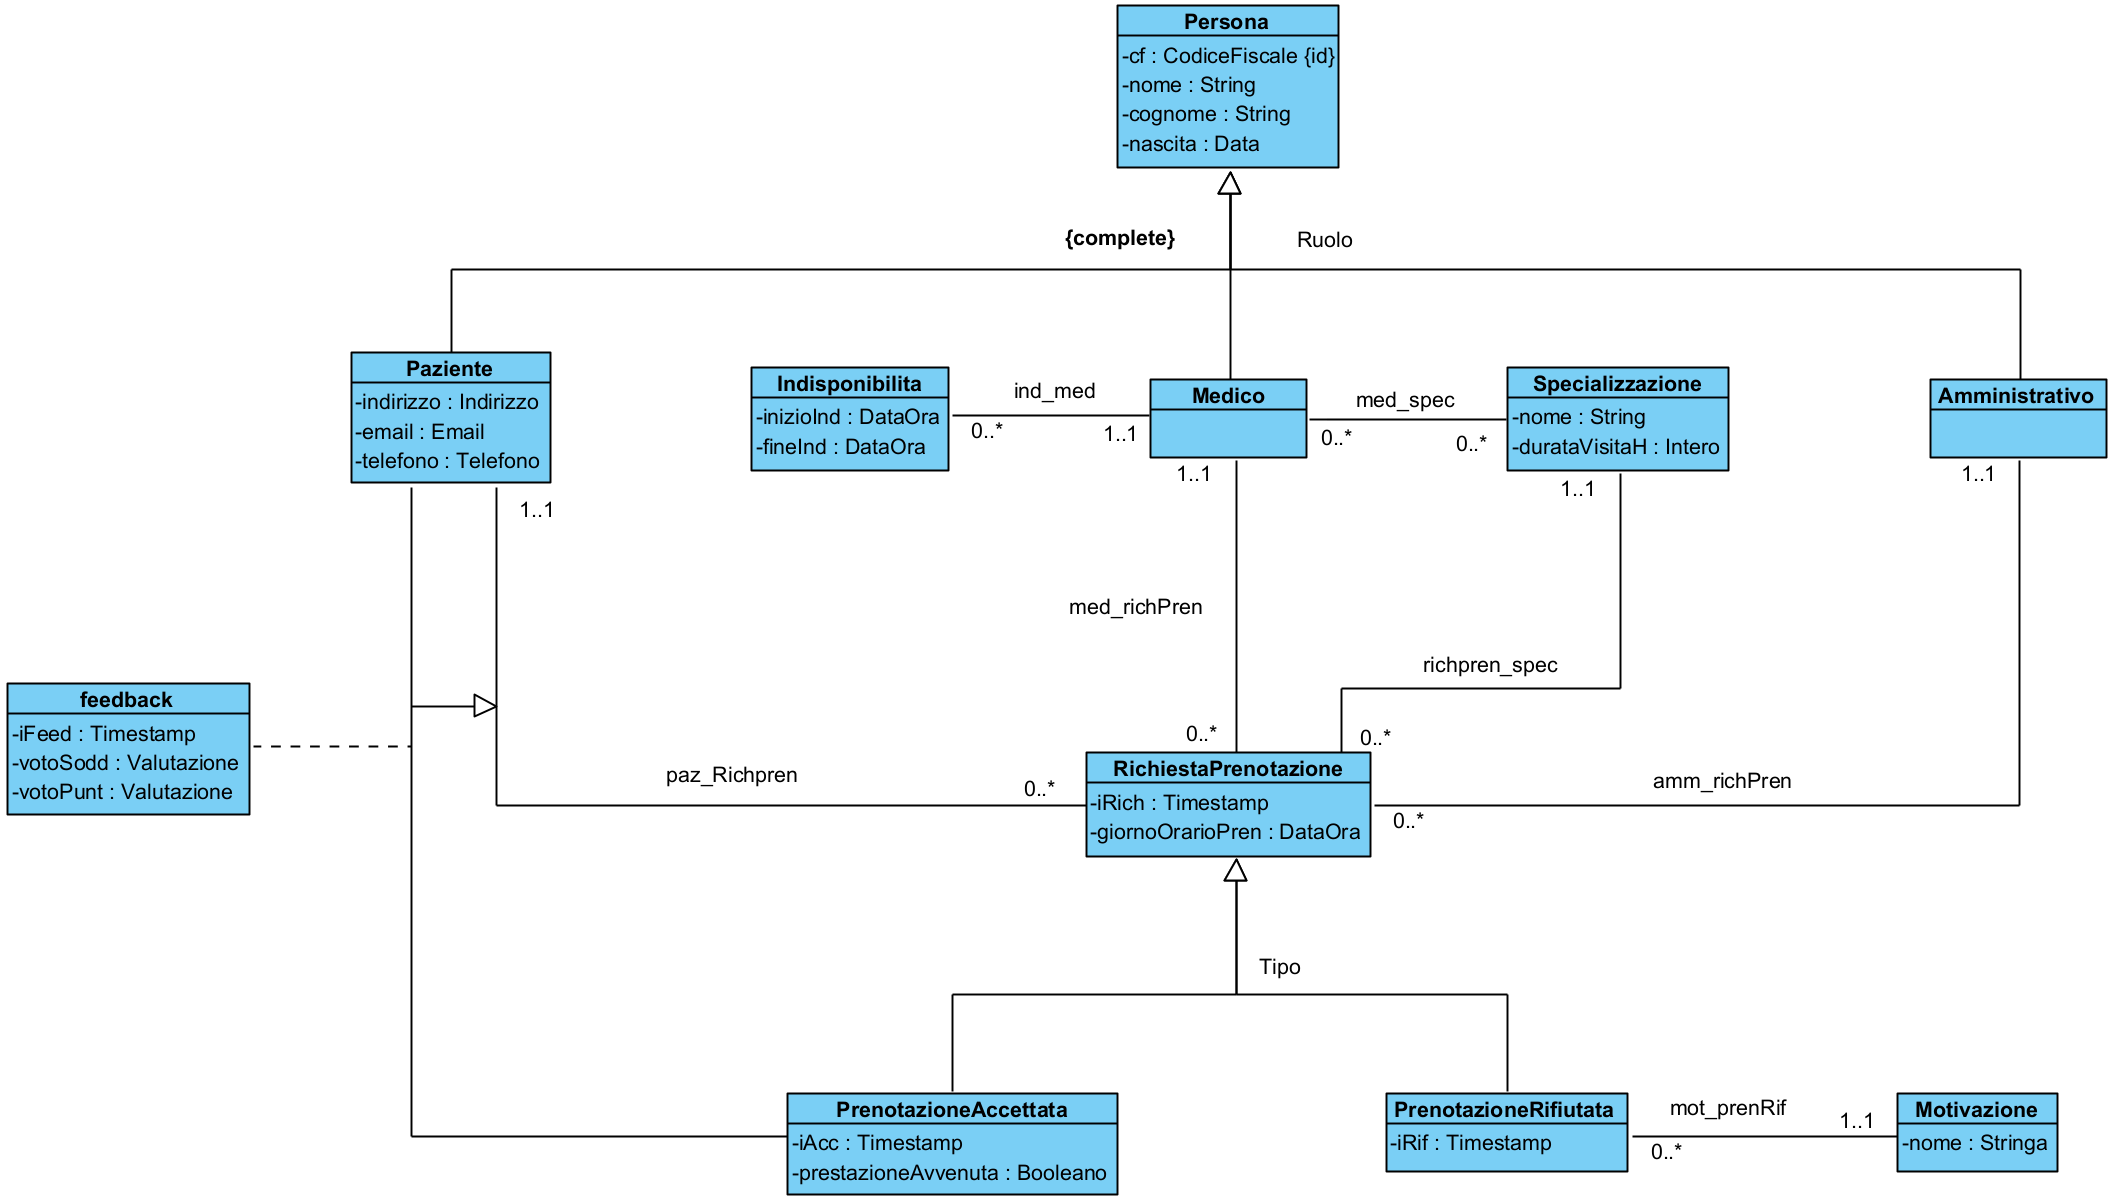 Persona
-cf : CodiceFiscale {id}
-nome : String
-cognome : String
-nascita : Data
{complete}
Ruolo
Paziente
-indirizzo : Indirizzo
-email : Email
-telefono : Telefono
1..1
Indisponibilita
-inizioInd : DataOra
-fineInd : DataOra
ind_med
0..*
1..1
Medico
1..1
med_spec
0..*
0..*
Specializzazione
-nome : String
-durataVisitaH : Intero
1..1
Amministrativo
1..1
med_richPren
richpren_spec
feedback
-iFeed : Timestamp
-votoSodd : Valutazione
-votoPunt : Valutazione
paz_Richpren
0..*
0..*
0..*
RichiestaPrenotazione
-iRich : Timestamp
-giornoOrarioPren : DataOra
amm_richPren
0..*
Tipo
PrenotazioneAccettata
-iAcc : Timestamp
-prestazioneAvvenuta : Booleano
PrenotazioneRifiutata
-iRif : Timestamp
mot_prenRif
0..*
1..1
Motivazione
-nome : Stringa